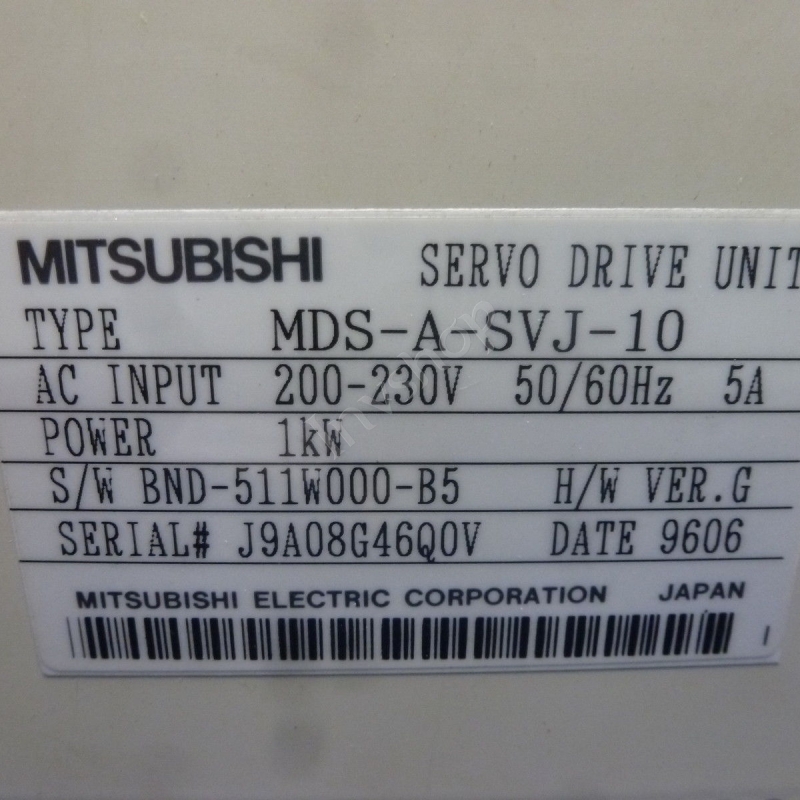 MITSUBISHI SERVO DRIVE UNIT
TYPE MDS-A-SVJ-10
AC INPUT 200-230V 50/60Hz 5A
POWER 1kW
S/W BND-511W000-B5 H/W VER.G
SERIAL# J9A08G46Q0V DATE 9606
MITSUBISHI ELECTRIC CORPORATION JAPAN